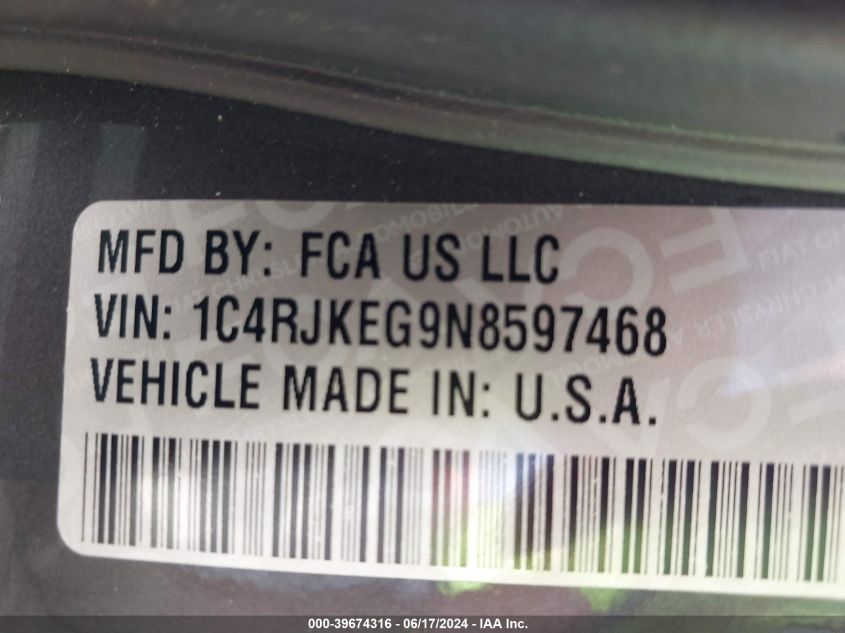 MFD BY: FCA US LLC
VIN: 1C4RJKEG9N8597468
VEHICLE MADE IN: U.S.A.
000-39674316 - 06/17/2024 - IAA Inc.